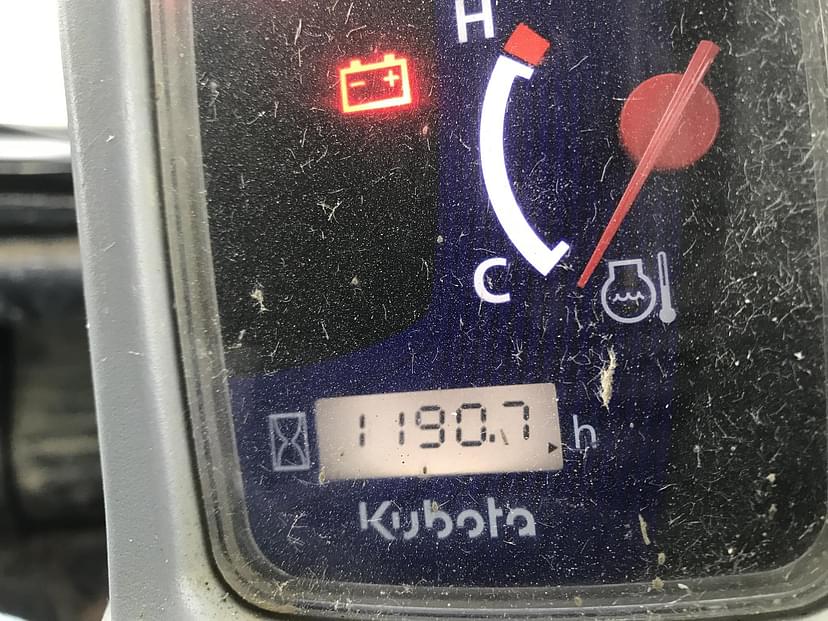 H
- +
C
1190.7 h
Kubota